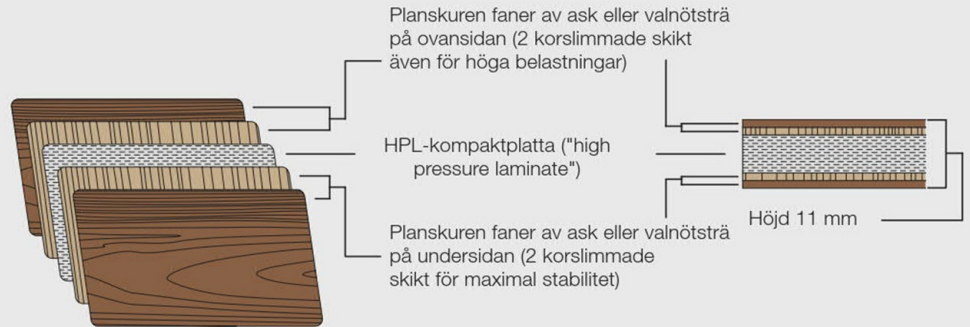 Planskuren faner av ask eller valnötsträ
på ovansidan (2 korslimmade skikt
även för höga belastningar)
HPL-kompaktplatta ("high
pressure laminate")
Höjd 11 mm
Planskuren faner av ask eller valnötsträ
på undersidan (2 korslimmade
skikt för maximal stabilitet)